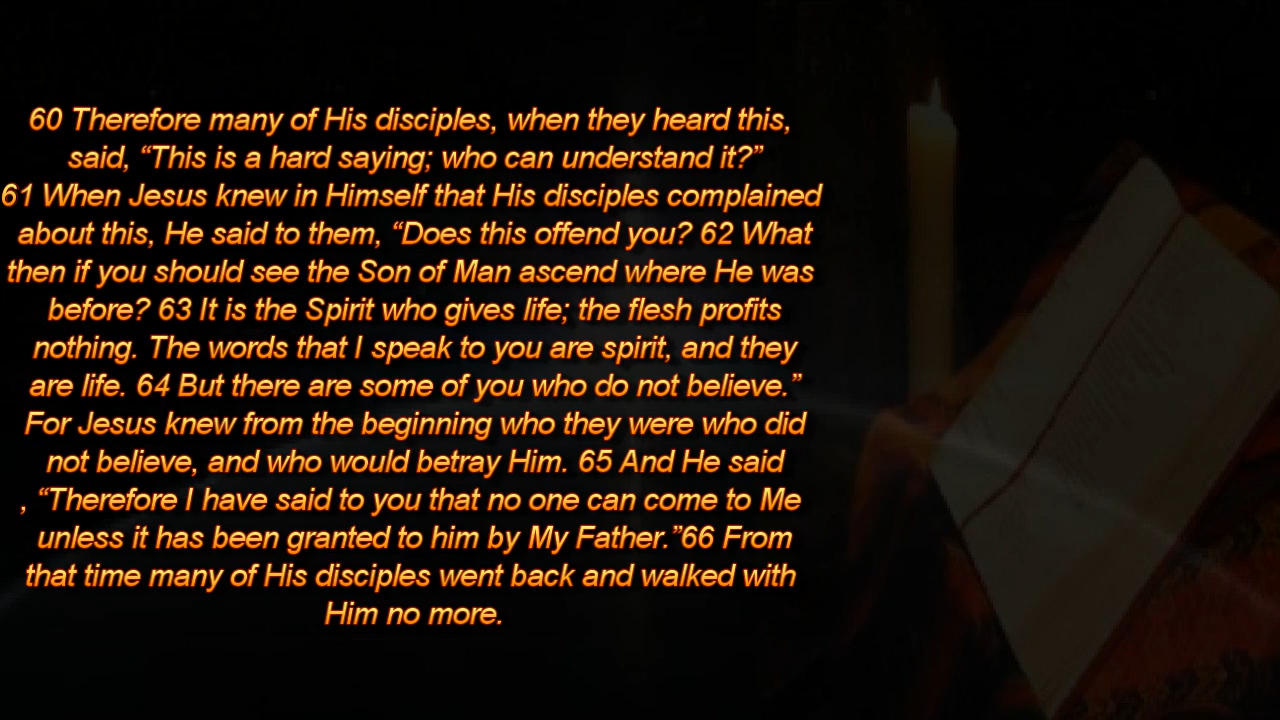 60 Therefore many of His disciples, when they heard this,
said, “This is a hard saying; who can understand it?”
61 When Jesus knew in Himself that His disciples complained
about this, He said to them, “Does this offend you? 62 What
then if you should see the Son of Man ascend where He was
before? 63 It is the Spirit who gives life; the flesh profits
nothing. The words that I speak to you are spirit, and they
are life. 64 But there are some of you who do not believe.”
For Jesus knew from the beginning who they were who did
not believe, and who would betray Him. 65 And He said
, “Therefore I have said to you that no one can come to Me
unless it has been granted to him by My Father.”66 From
that time many of His disciples went back and walked with
Him no more.